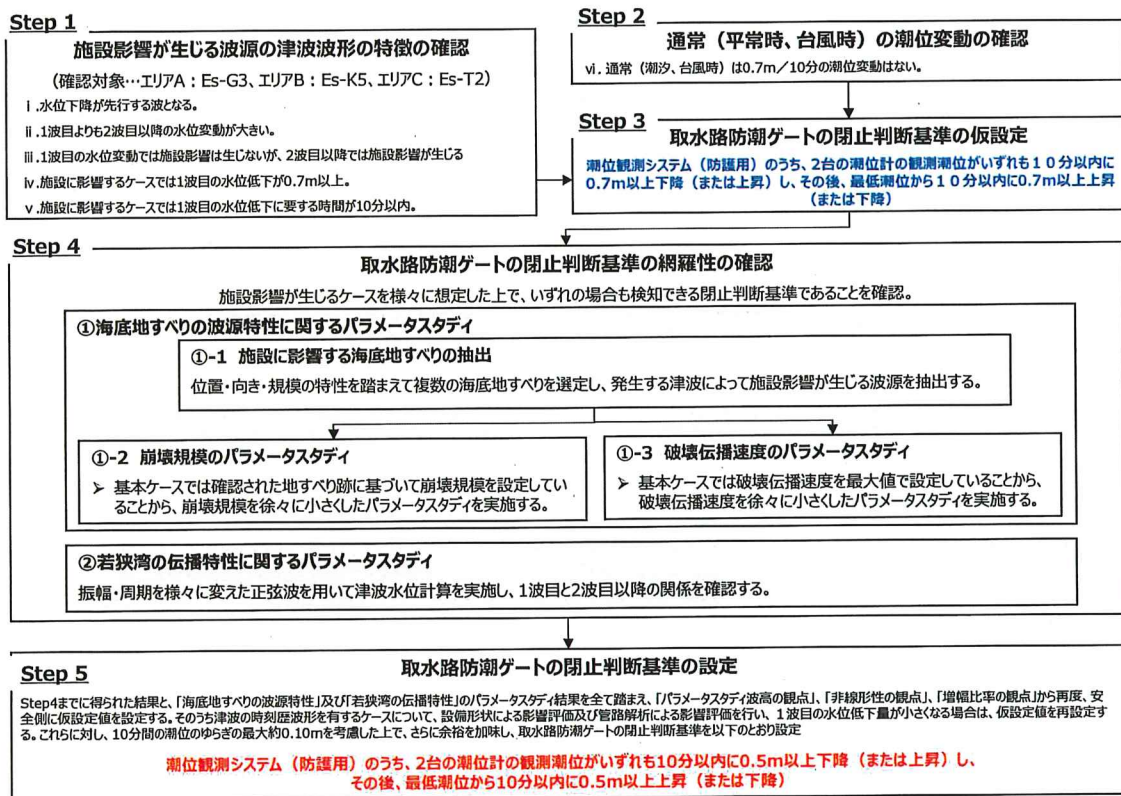 Step 1
施設影響が生じる波源の津波波形の特徴の確認
(確認対象…エリアA：Es-G3、エリアB：Es-K5、エリアC：Es-T2)
ⅰ.水位下降が先行する波となる。
ⅱ.1波目よりも2波目以降の水位変動が大きい。
ⅲ.1波目の水位変動では施設影響は生じないが、2波目以降では施設影響が生じる
ⅳ.施設に影響するケースでは1波目の水位低下が0.7m以上。
ⅴ.施設に影響するケースでは1波目の水位低下に要する時間が10分以内。
Step 2
通常（平常時、台風時）の潮位変動の確認
ⅵ.通常（潮汐、台風時）は0.7m／10分の潮位変動はない。
Step 3
取水路防潮ゲートの閉止判断基準の仮設定
潮位観測システム（防護用）のうち、2台の潮位計の観測潮位がいずれも１０分以内に
0.7m以上下降（または上昇）し、その後、最低潮位から１０分以内に0.7m以上上昇
（または下降）
Step 4
取水路防潮ゲートの閉止判断基準の網羅性の確認
施設影響が生じるケースを様々に想定した上で、いずれの場合も検知できる閉止判断基準であることを確認。
①海底地すべりの波源特性に関するパラメータスタディ
①-1 施設に影響する海底地すべりの抽出
位置・向き・規模の特性を踏まえて複数の海底地すべりを選定し、発生する津波によって施設影響が生じる波源を抽出する。
①-2 崩壊規模のパラメータスタディ
➢ 基本ケースでは確認された地すべり跡に基づいて崩壊規模を設定してい
ることから、崩壊規模を徐々に小さくしたパラメータスタディを実施する。
①-3 破壊伝播速度のパラメータスタディ
➢ 基本ケースでは破壊伝播速度を最大値で設定していることから、
破壊伝播速度を徐々に小さくしたパラメータスタディを実施する。
②若狭湾の伝播特性に関するパラメータスタディ
振幅・周期を様々に変えた正弦波を用いて津波水位計算を実施し、1波目と2波目以降の関係を確認する。
Step 5
取水路防潮ゲートの閉止判断基準の設定
Step4までに得られた結果と、「海底地すべりの波源特性」及び「若狭湾の伝播特性」のパラメータスタディ結果を全て踏まえ、「パラメータスタディ波高の観点」、「非線形性の観点」、「増幅比率の観点」から再度、安
全側に仮設定値を設定する。そのうち津波の時刻歴波形を有するケースについて、設備形状による影響評価及び管路解析による影響評価を行い、１波目の水位低下量が小さくなる場合は、仮設定値を再設定す
る。これらに対し、10分間の潮位のゆらぎの最大約0.10mを考慮した上で、さらに余裕を加味し、取水路防潮ゲートの閉止判断基準を以下のとおり設定
潮位観測システム（防護用）のうち、2台の潮位計の観測潮位がいずれも10分以内に0.5m以上下降（または上昇）し、
その後、最低潮位から10分以内に0.5m以上上昇（または下降）